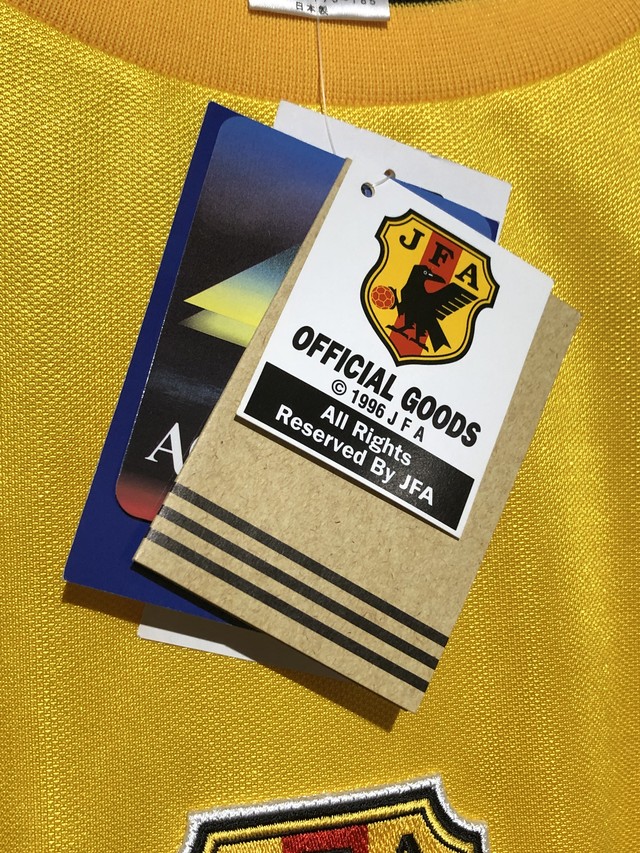 日本製
JFA
OFFICIAL GOODS
© 1996 J F A
All Rights
Reserved By JFA